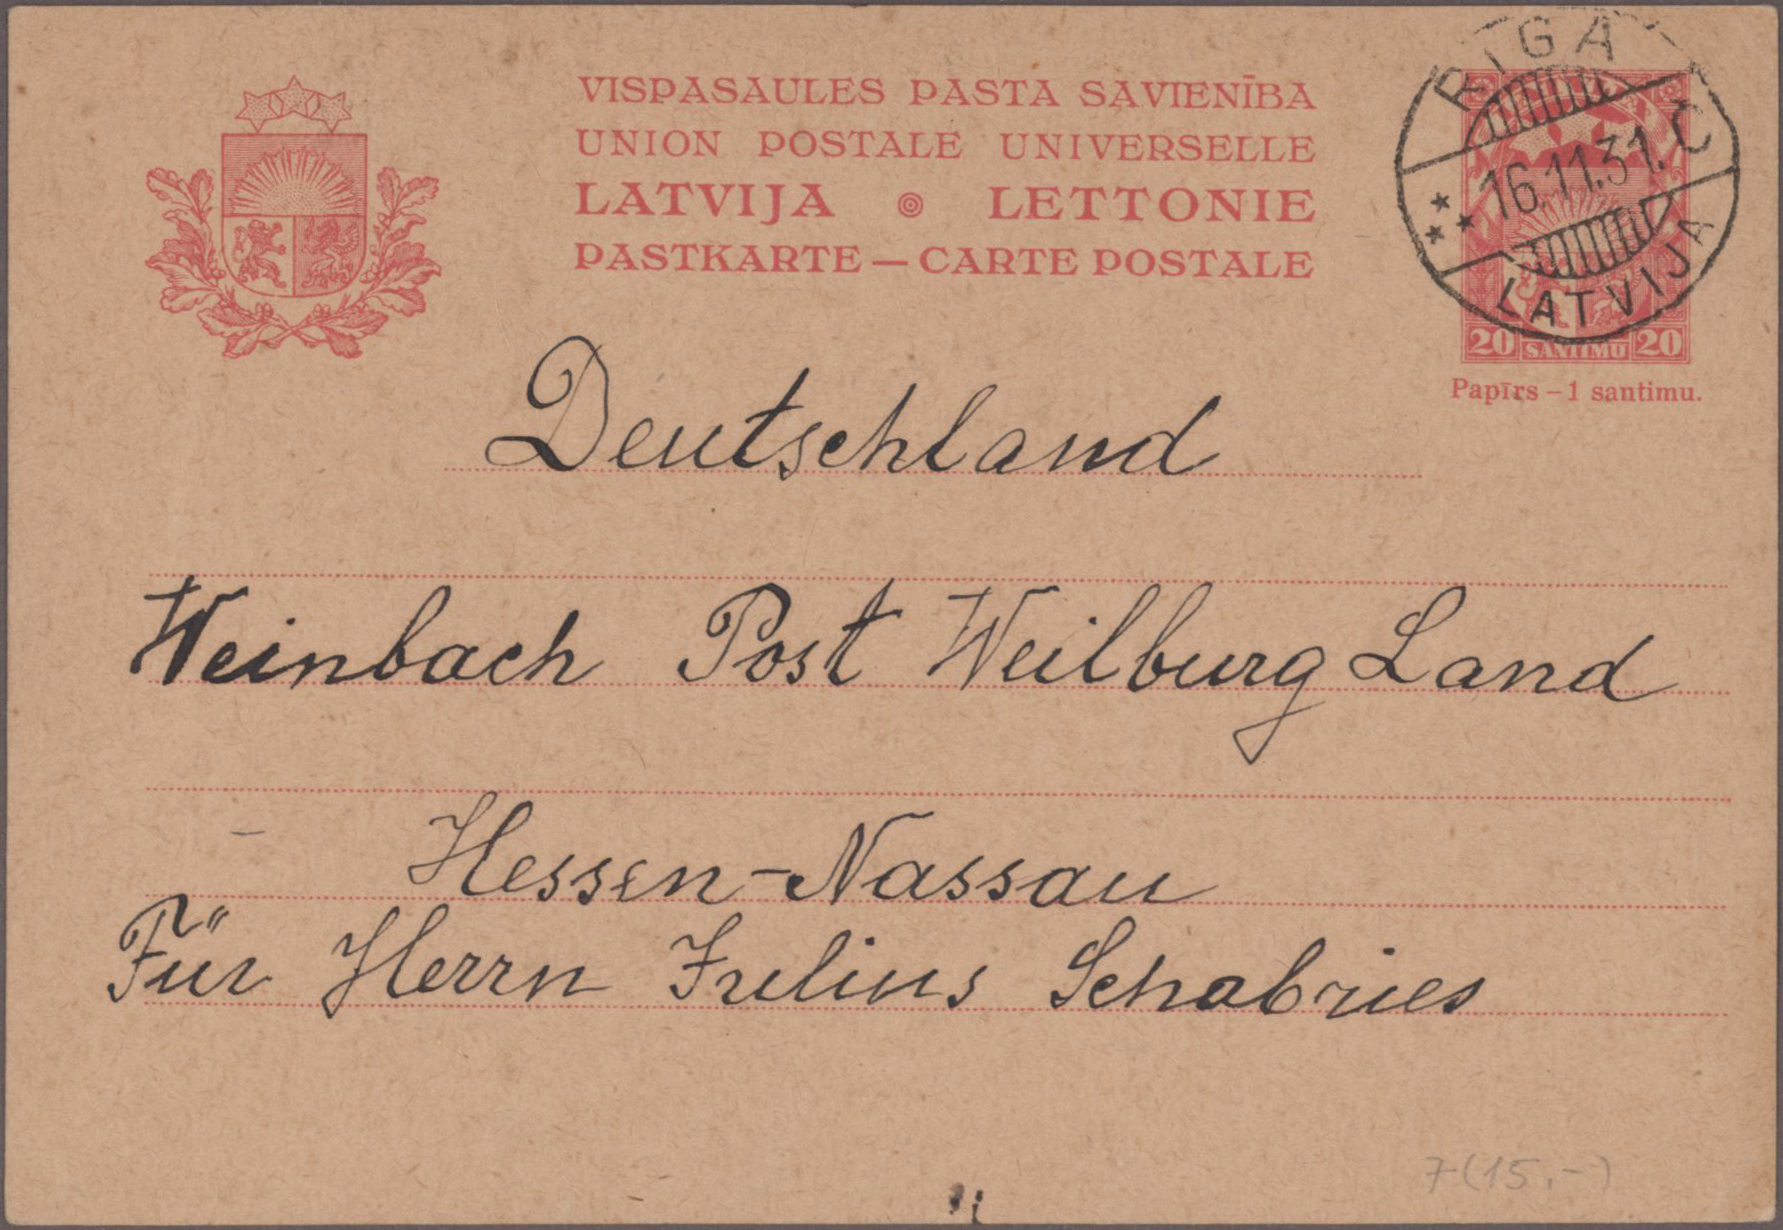 VISPASAULES PASTA SAVIENĪBA
UNION POSTALE UNIVERSELLE
LATVIJA LETTONIE
PASTKARTE — CARTE POSTALE
RIGA
16.11.31. C
LATVIJA
20 SANTIMU 20
Papīrs – 1 santimu.
Deutschland
Weinbach Post Weilburg Land
Hessen-Nassau
Für Herrn Julius Schabries
7 (15.-)